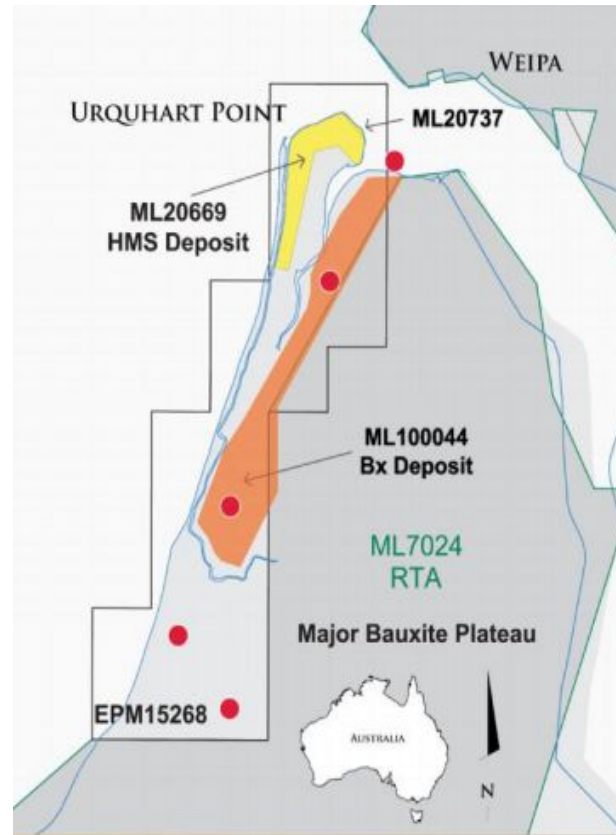 WEIPA
URQUHART POINT
ML20737
ML20669
HMS Deposit
ML100044
Bx Deposit
ML7024
RTA
Major Bauxite Plateau
EPM15268
AUSTRALIA
N